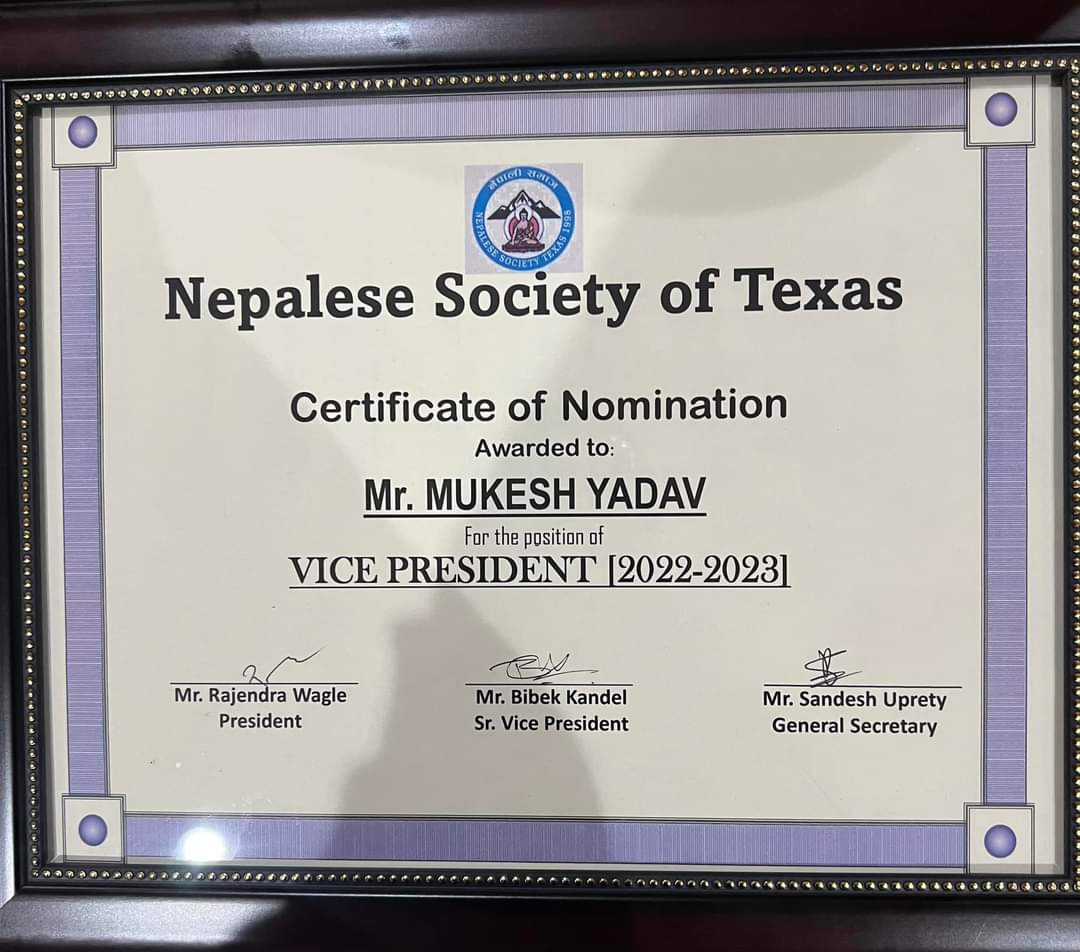 नेपाली समाज
NEPALESE SOCIETY TEXAS 1998
Nepalese Society of Texas
Certificate of Nomination
Awarded to:
Mr. MUKESH YADAV
For the position of
VICE PRESIDENT [2022-2023]
Mr. Rajendra Wagle
President
Mr. Bibek Kandel
Sr. Vice President
Mr. Sandesh Uprety
General Secretary